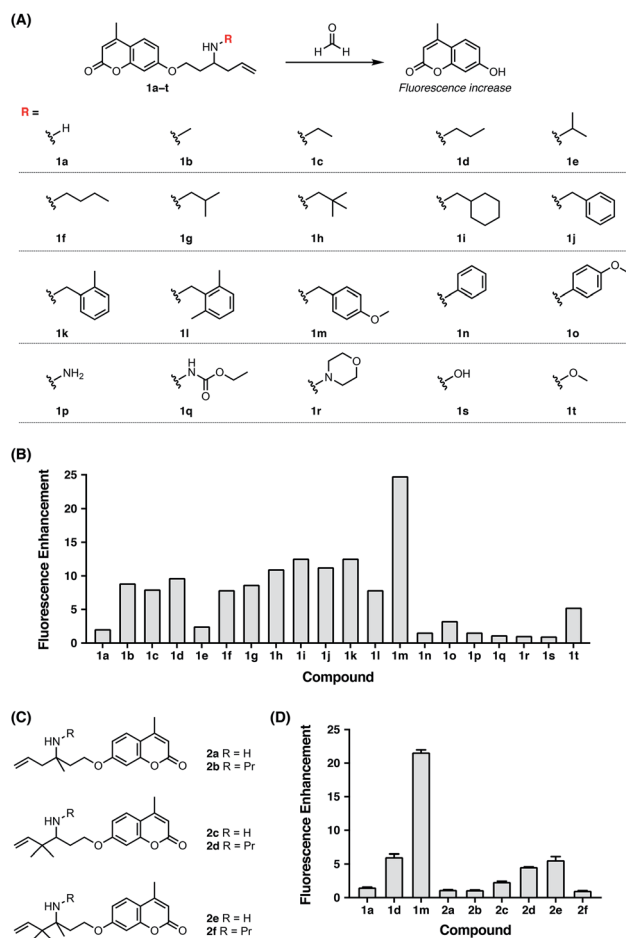 (A)
HN R
O O O
1a–t
O
H H
O O OH
Fluorescence increase
R =
H
1a 1b 1c 1d 1e
1f 1g 1h 1i 1j
O
O
1k 1l 1m 1n 1o
NH2
H
N O
O
O
N
OH
O
1p 1q 1r 1s 1t
(B)
Fluorescence Enhancement
25
20
15
10
5
0
1a 1b 1c 1d 1e 1f 1g 1h 1i 1j 1k 1l 1m 1n 1o 1p 1q 1r 1s 1t
Compound
(C)
HN R
O O O
2a R = H
2b R = Pr
HN R
O O O
2c R = H
2d R = Pr
HN R
O O O
2e R = H
2f R = Pr
(D)
Fluorescence Enhancement
25
20
15
10
5
0
1a 1d 1m 2a 2b 2c 2d 2e 2f
Compound